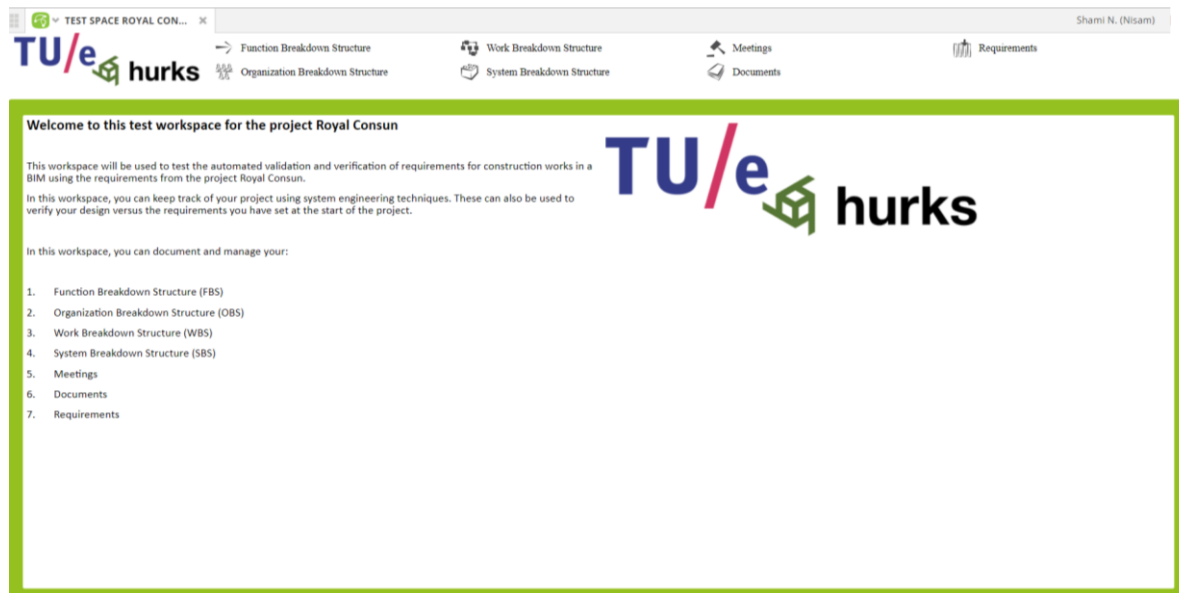 TEST SPACE ROYAL CON...
Shami N. (Nisam)
TU/e hurks
Function Breakdown Structure
Work Breakdown Structure
Meetings
Requirements
Organization Breakdown Structure
System Breakdown Structure
Documents
Welcome to this test workspace for the project Royal Consun
TU/e hurks
This workspace will be used to test the automated validation and verification of requirements for construction works in a
BIM using the requirements from the project Royal Consun.
In this workspace, you can keep track of your project using system engineering techniques. These can also be used to
verify your design versus the requirements you have set at the start of the project.
In this workspace, you can document and manage your:
1. Function Breakdown Structure (FBS)
2. Organization Breakdown Structure (OBS)
3. Work Breakdown Structure (WBS)
4. System Breakdown Structure (SBS)
5. Meetings
6. Documents
7. Requirements